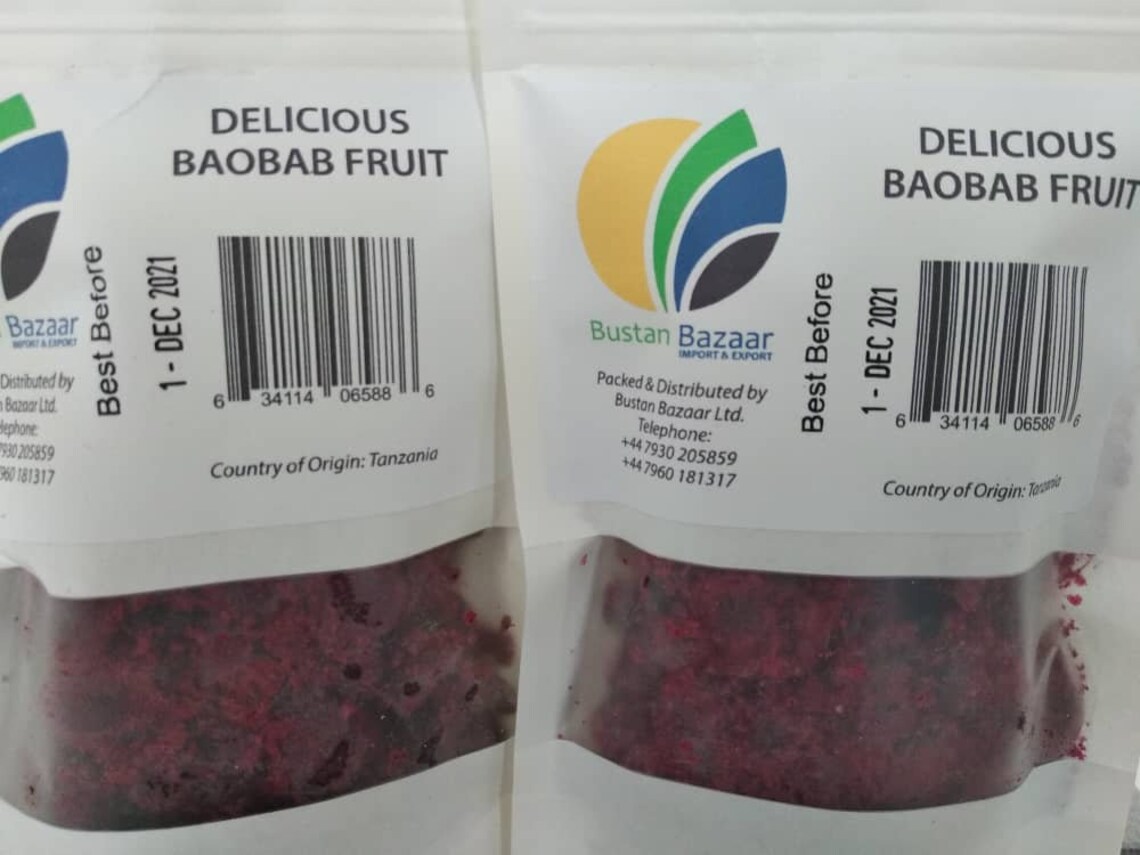 DELICIOUS
BAOBAB FRUIT
Best Before
1 - DEC 2021
6 34114 06588 6
Bazaar
IMPORT & EXPORT
Distributed by
Bazaar Ltd.
7930 205859
7960 181317
Country of Origin: Tanzania
DELICIOUS
BAOBAB FRUIT
Bustan Bazaar
IMPORT & EXPORT
Packed & Distributed by
Bustan Bazaar Ltd.
Telephone:
+44 7930 205859
+44 7960 181317
Best Before
1 - DEC 2021
6 34114 06588 6
Country of Origin: Tanzania